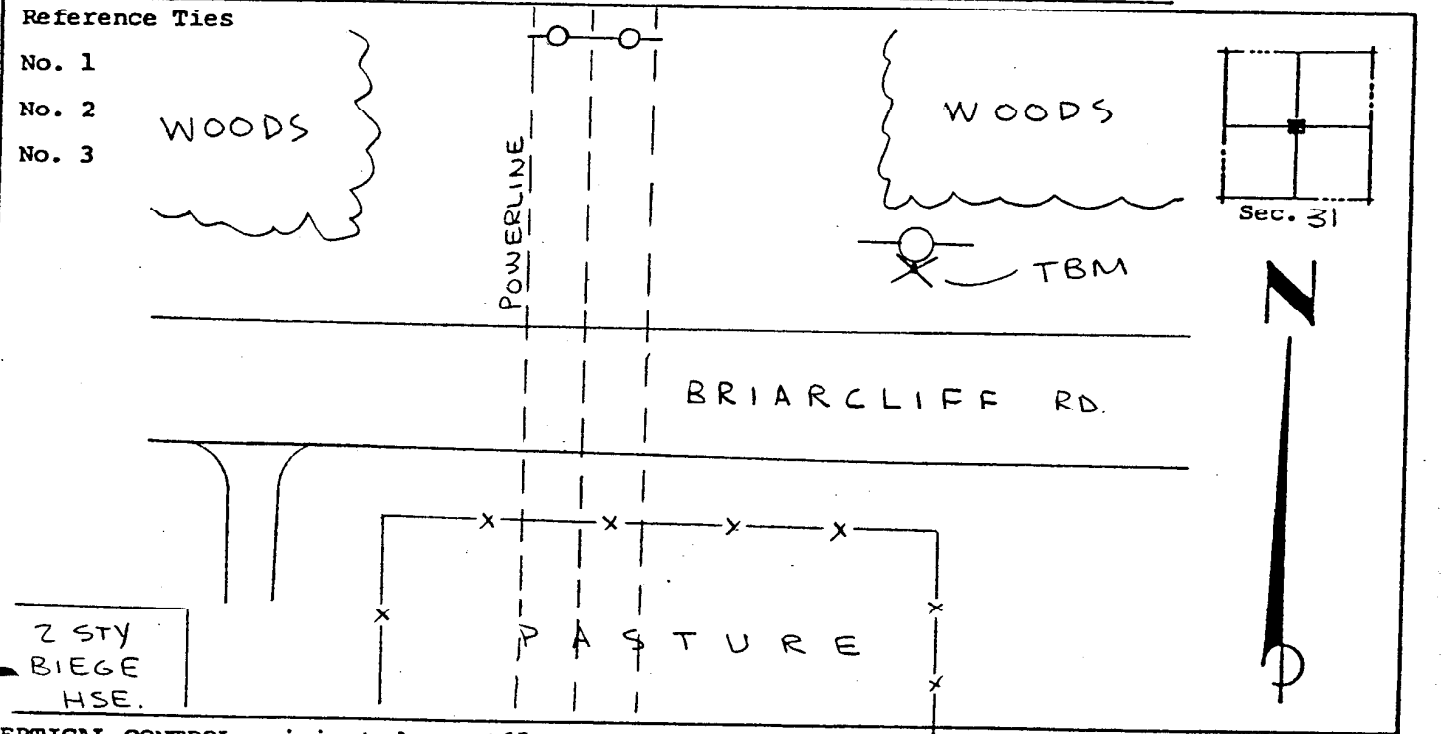 Reference Ties
No. 1
No. 2
No. 3
WOODS
POWERLINE
WOODS
Sec. 31
TBM
N
BRIARCLIFF RD.
PASTURE
2 STY
BIEGE
HSE.